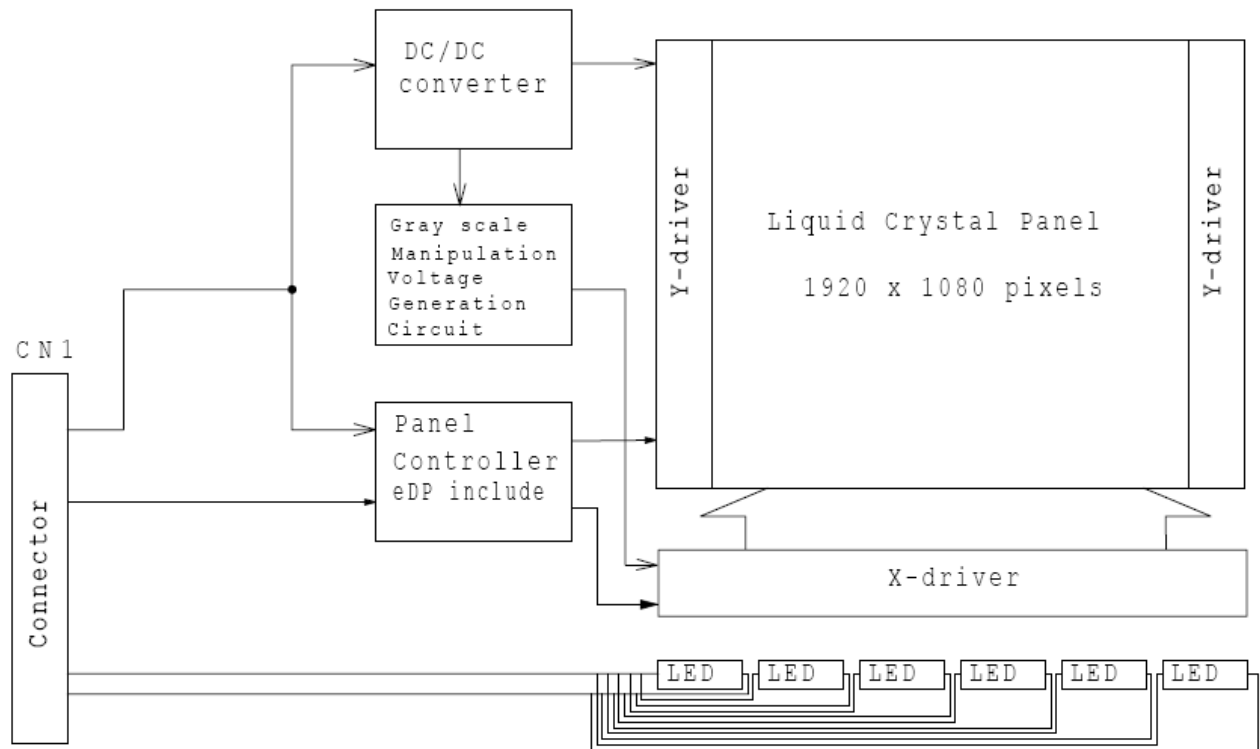 DC/DC
converter
Gray scale
Manipulation
Voltage
Generation
Circuit
Y-driver
Liquid Crystal Panel
1920 x 1080 pixels
Y-driver
CN1
Connector
Panel
Controller
eDP include
X-driver
LED
LED
LED
LED
LED
LED